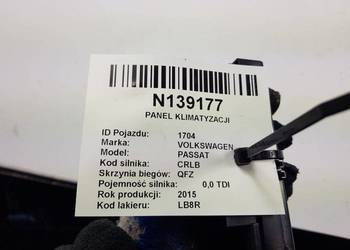 N139177
PANEL KLIMATYZACJI
ID Pojazdu: 1704
Marka: VOLKSWAGEN
Model: PASSAT
Kod silnika: CRLB
Skrzynia biegów: QFZ
Pojemność silnika: 0,0 TDI
Rok produkcji: 2015
Kod lakieru: LB8R